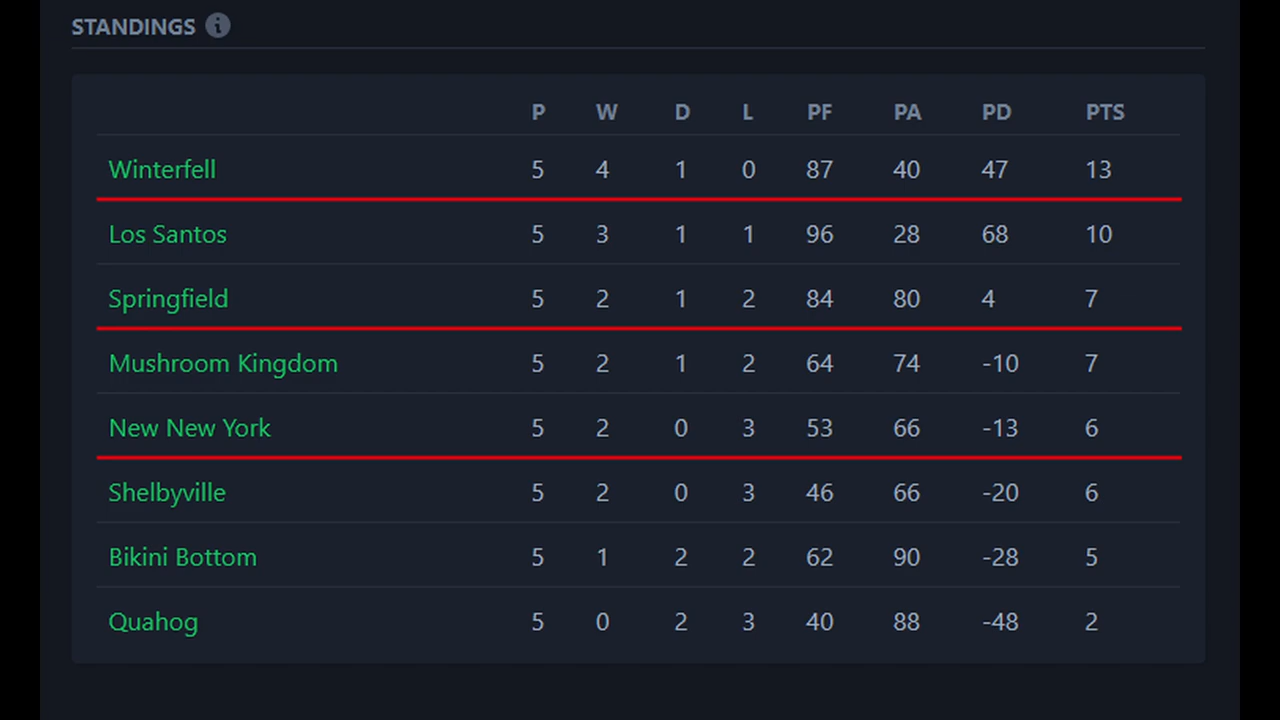 STANDINGS
P W D L PF PA PD PTS
Winterfell 5 4 1 0 87 40 47 13
Los Santos 5 3 1 1 96 28 68 10
Springfield 5 2 1 2 84 80 4 7
Mushroom Kingdom 5 2 1 2 64 74 -10 7
New New York 5 2 0 3 53 66 -13 6
Shelbyville 5 2 0 3 46 66 -20 6
Bikini Bottom 5 1 2 2 62 90 -28 5
Quahog 5 0 2 3 40 88 -48 2